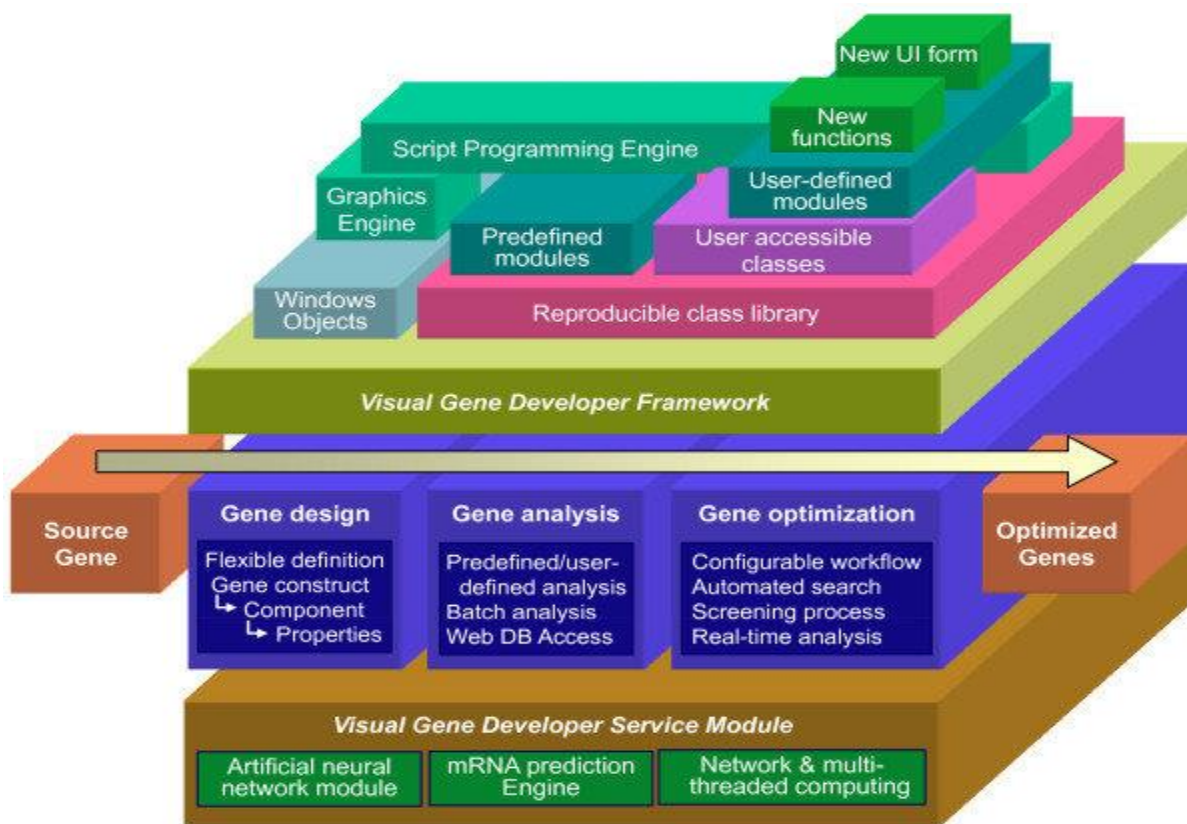 New UI form
New
functions
Script Programming Engine
User-defined
modules
Graphics
Engine
Predefined
modules
User accessible
classes
Windows
Objects
Reproducible class library
Visual Gene Developer Framework
Source
Gene
Gene design
Flexible definition
Gene construct
Component
Properties
Gene analysis
Predefined/user-
defined analysis
Batch analysis
Web DB Access
Gene optimization
Configurable workflow
Automated search
Screening process
Real-time analysis
Optimized
Genes
Visual Gene Developer Service Module
Artificial neural
network module
mRNA prediction
Engine
Network & multi-
threaded computing